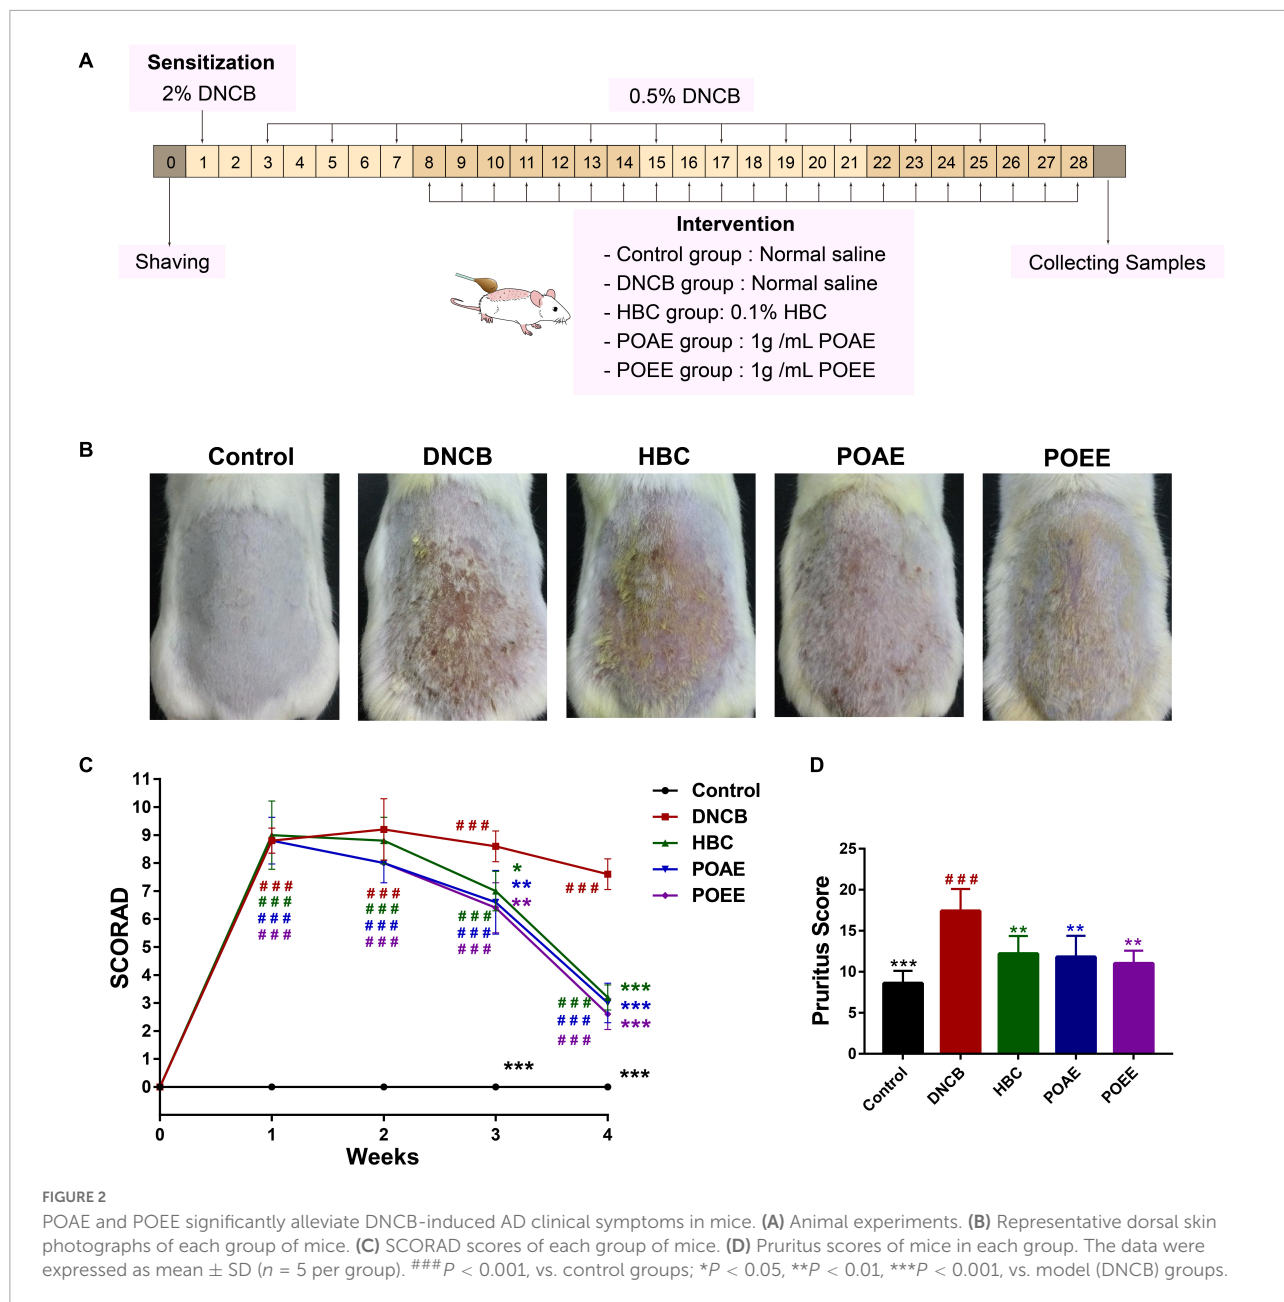 A
Sensitization
2% DNCB
0.5% DNCB
0 1 2 3 4 5 6 7 8 9 10 11 12 13 14 15 16 17 18 19 20 21 22 23 24 25 26 27 28
Shaving
Intervention
- Control group : Normal saline
- DNCB group : Normal saline
- HBC group: 0.1% HBC
- POAE group : 1g /mL POAE
- POEE group : 1g /mL POEE
Collecting Samples
B
Control DNCB HBC POAE POEE
C
SCORAD
11
10
9
8
7
6
5
4
3
2
1
0
0 1 2 3 4
Weeks
###
###
###
###
###
###
###
###
###
*
**
**
###
###
###
###
***
***
***
###
###
###
***
***
Control
DNCB
HBC
POAE
POEE
D
Pruritus Score
25
20
15
10
5
0
***
###
**
**
**
Control DNCB HBC POAE POEE
FIGURE 2
POAE and POEE significantly alleviate DNCB-induced AD clinical symptoms in mice. (A) Animal experiments. (B) Representative dorsal skin
photographs of each group of mice. (C) SCORAD scores of each group of mice. (D) Pruritus scores of mice in each group. The data were
expressed as mean ± SD (n = 5 per group). ###P < 0.001, vs. control groups; *P < 0.05, **P < 0.01, ***P < 0.001, vs. model (DNCB) groups.